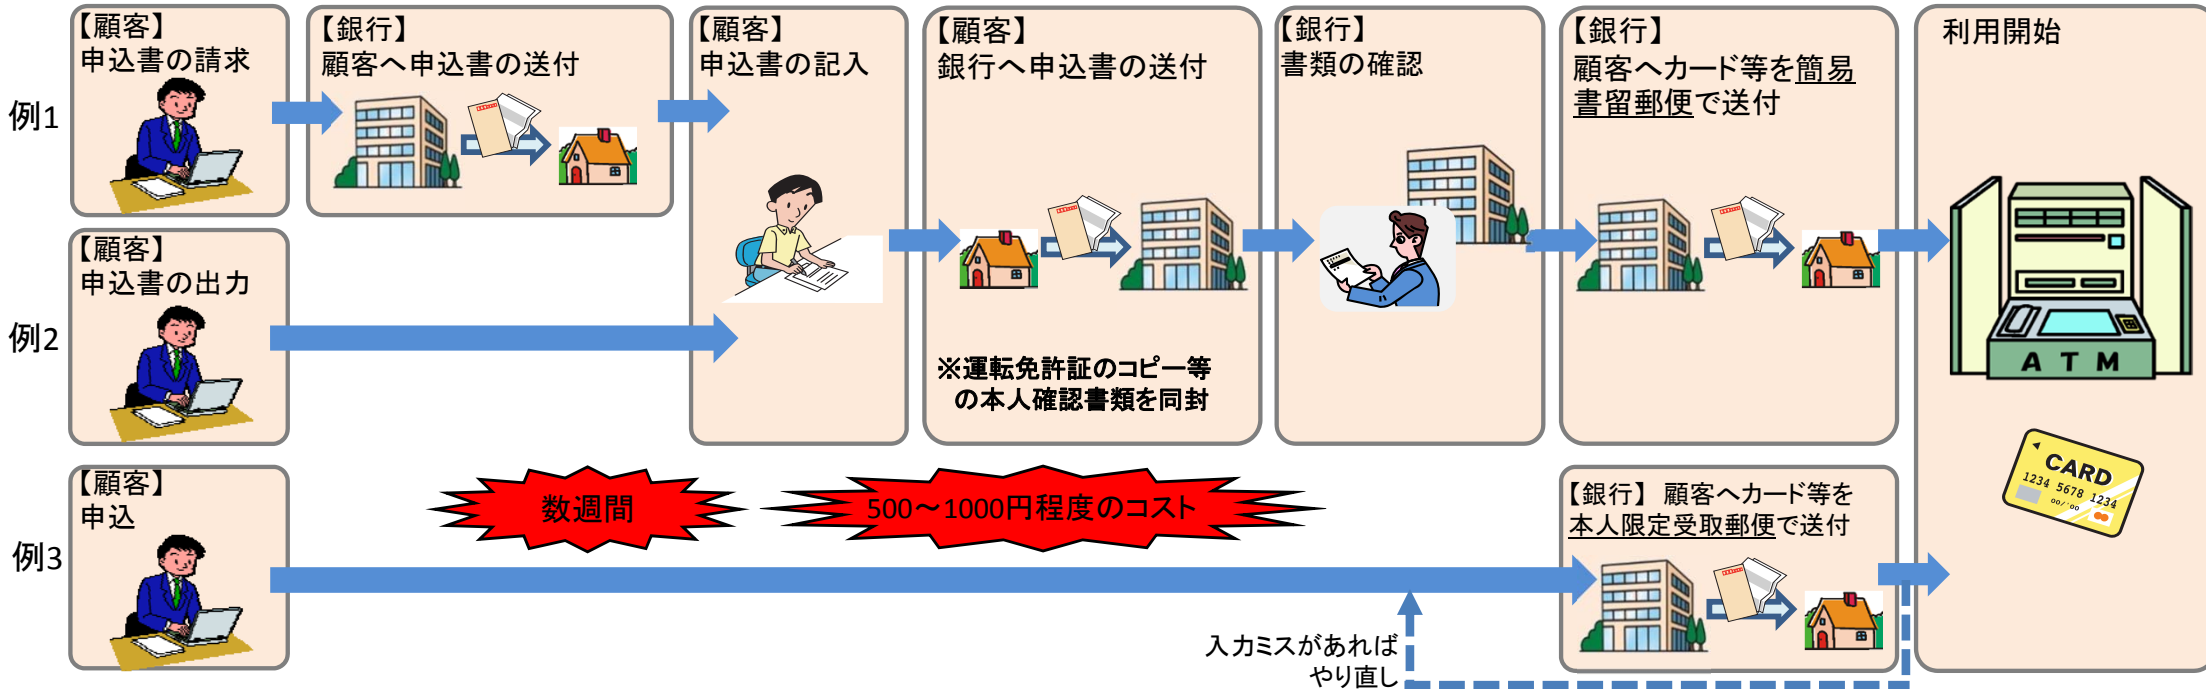 例1
【顧客】
申込書の請求
【銀行】
顧客へ申込書の送付
【顧客】
申込書の記入
【顧客】
銀行へ申込書の送付
※運転免許証のコピー等
の本人確認書類を同封
【銀行】
書類の確認
【銀行】
顧客へカード等を簡易
書留郵便で送付
利用開始
ATM
CARD
1234 5678 1234
00/'00
例2
【顧客】
申込書の出力
例3
【顧客】
申込
数週間
500～1000円程度のコスト
【銀行】 顧客へカード等を
本人限定受取郵便で送付
入力ミスがあれば
やり直し